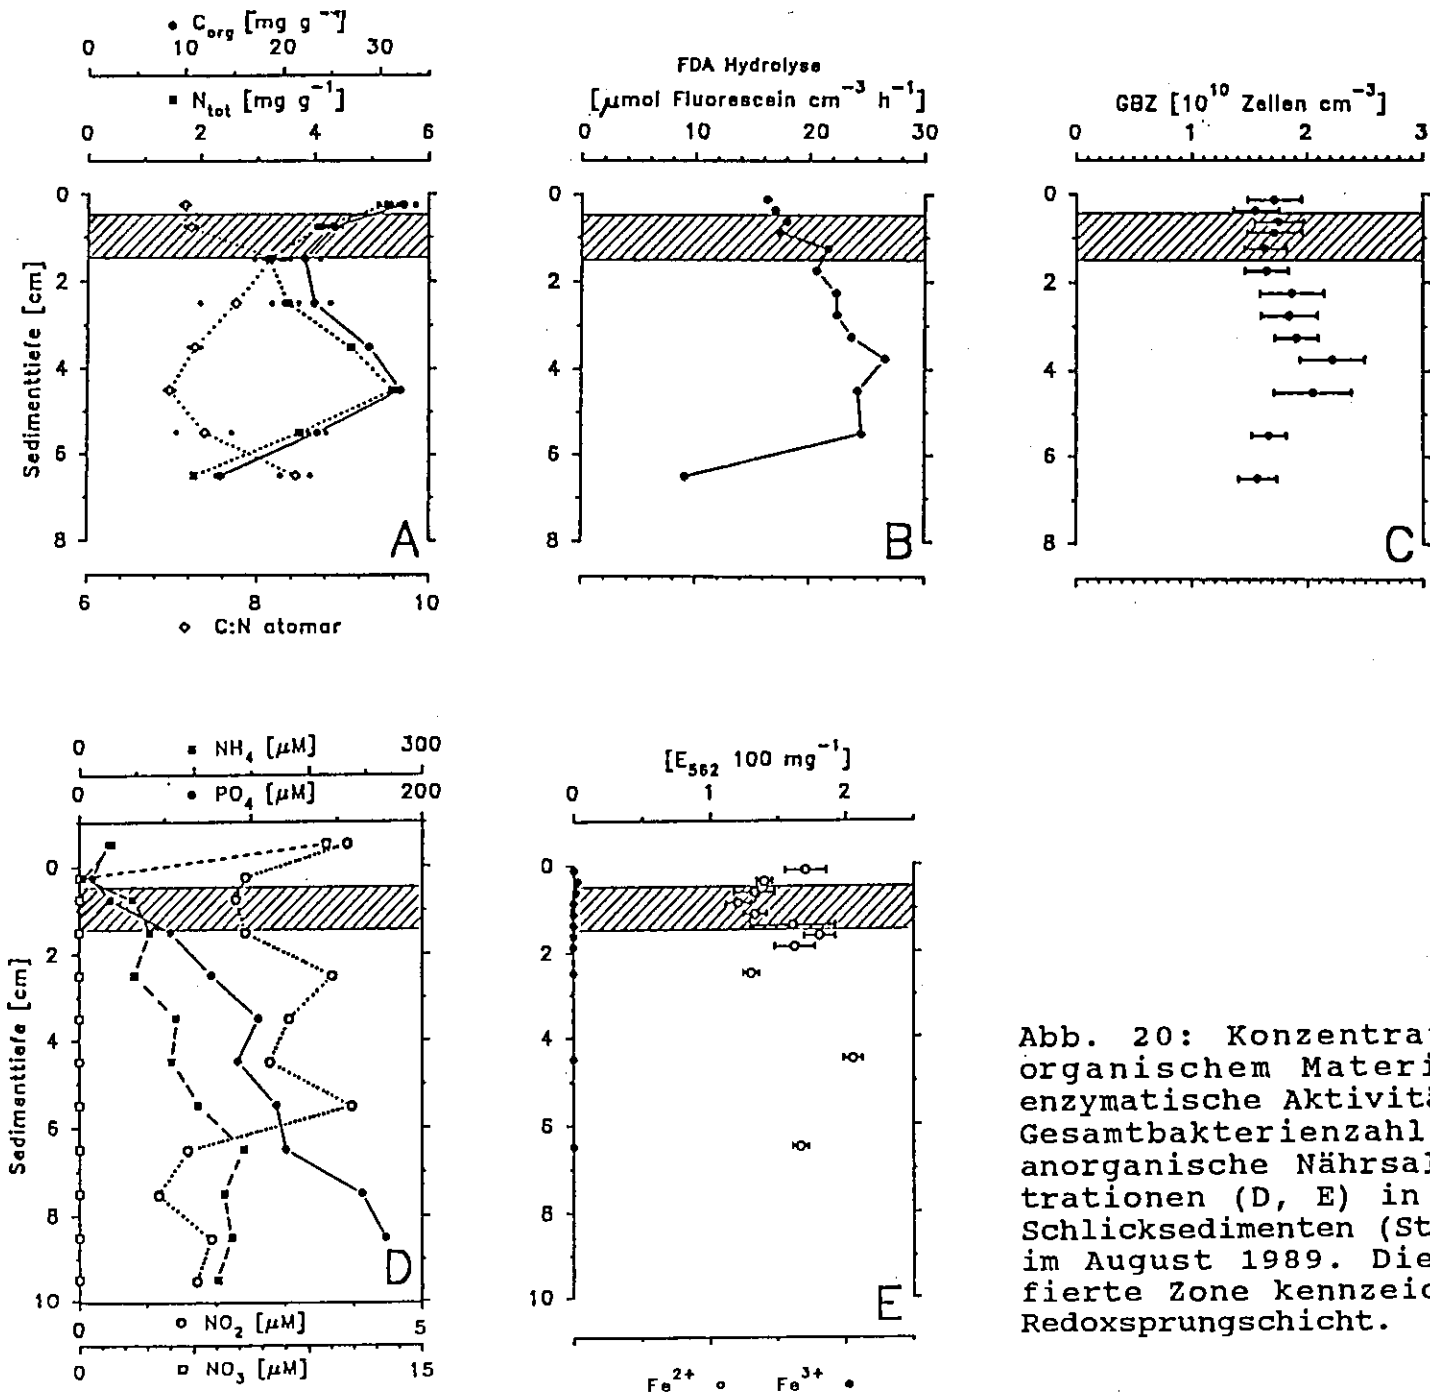 ● C_org [mg g⁻¹]
0 10 20 30
■ N_tot [mg g⁻¹]
0 2 4 6
Sedimenttiefe [cm]
0
2
4
6
8
A
6 8 10
◇ C:N atomar
FDA Hydrolyse
[µmol Fluorescein cm⁻³ h⁻¹]
0 10 20 30
0
2
4
6
8
B
GBZ [10¹⁰ Zellen cm⁻³]
0 1 2 3
0
2
4
6
8
C
■ NH₄ [µM]
0 300
● PO₄ [µM]
0 200
Sedimenttiefe [cm]
0
2
4
6
8
10
D
○ NO₂ [µM]
0 5
□ NO₃ [µM]
0 15
[E₅₆₂ 100 mg⁻¹]
0 1 2
0
2
4
6
8
10
E
Fe²⁺ ○ Fe³⁺ ●
Abb. 20: Konzentrat
organischem Materi
enzymatische Aktivitä
Gesamtbakterienzahl
anorganische Nährsal
trationen (D, E) in
Schlicksedimenten (St
im August 1989. Die
fierte Zone kennzeic
Redoxsprungschicht.